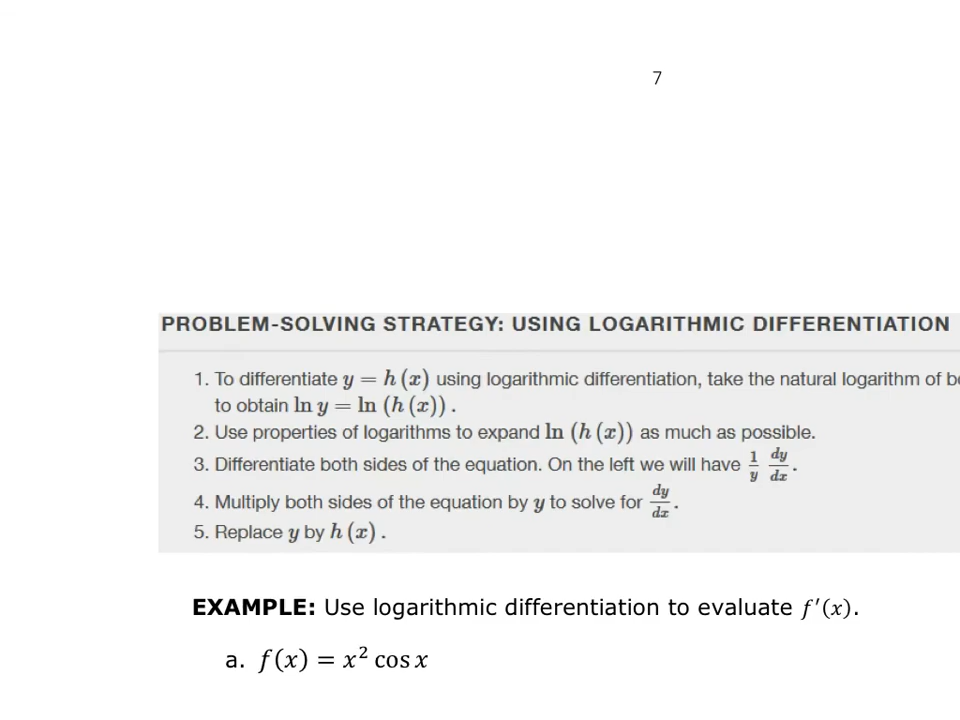 7
PROBLEM-SOLVING STRATEGY: USING LOGARITHMIC DIFFERENTIATION
1. To differentiate y = h (x) using logarithmic differentiation, take the natural logarithm of
to obtain ln y = ln (h (x)) .
2. Use properties of logarithms to expand ln (h (x)) as much as possible.
3. Differentiate both sides of the equation. On the left we will have 1/y dy/dx .
4. Multiply both sides of the equation by y to solve for dy/dx .
5. Replace y by h (x) .
EXAMPLE: Use logarithmic differentiation to evaluate f′(x).
a. f(x) = x² cos x